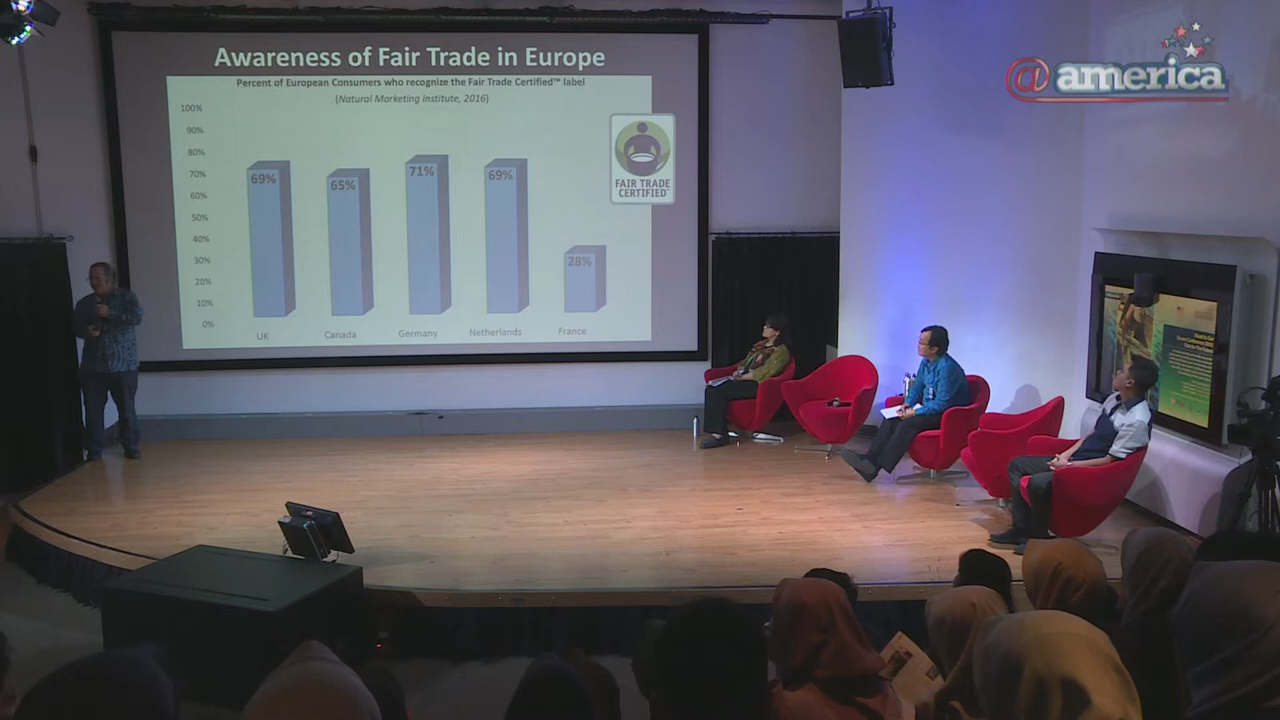 Awareness of Fair Trade in Europe
Percent of European Consumers who recognize the Fair Trade Certified™ label
(Natural Marketing Institute, 2016)
100%
90%
80%
70%
60%
50%
40%
30%
20%
10%
0%
69%
65%
71%
69%
28%
UK
Canada
Germany
Netherlands
France
FAIR TRADE
CERTIFIED™
@america